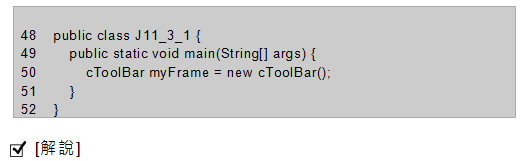 48 public class J11_3_1 {
49 public static void main(String[] args) {
50 cToolBar myFrame = new cToolBar();
51 }
52 }
[解說]